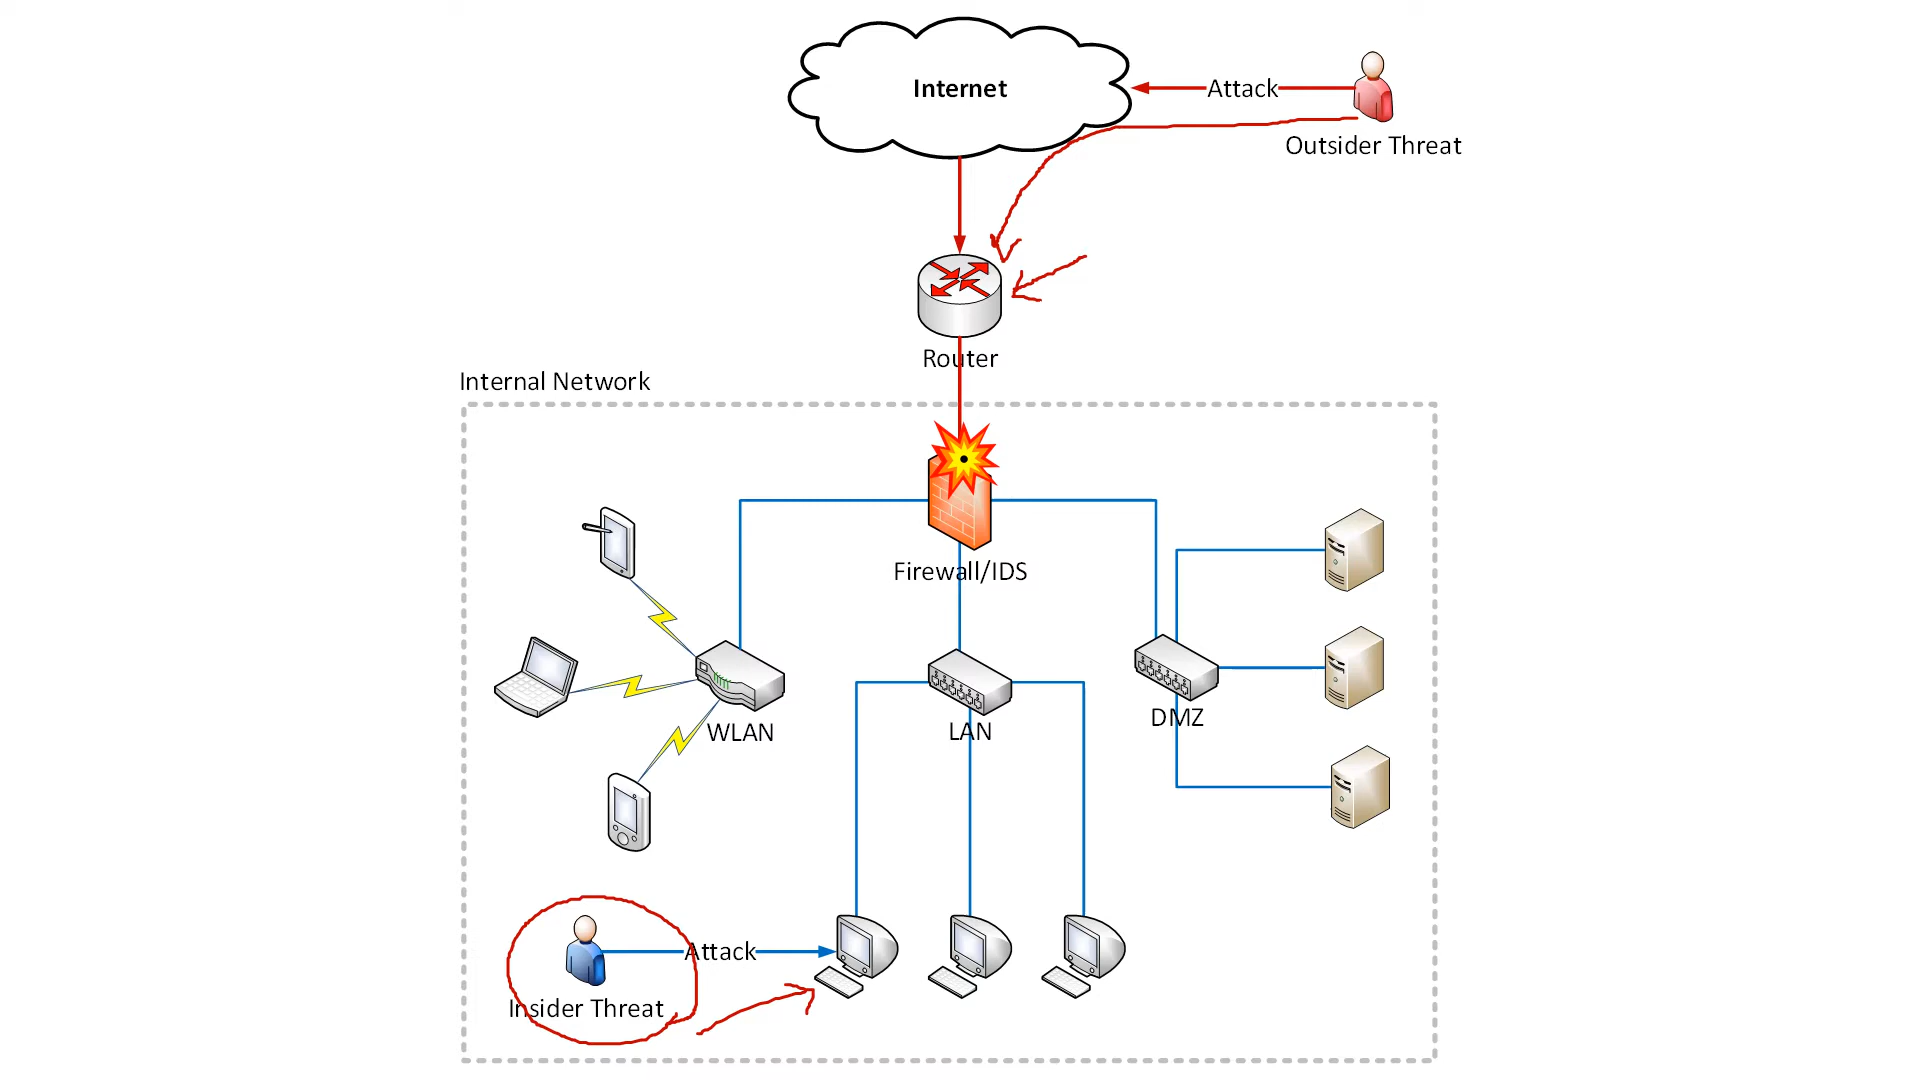 Internet
Attack
Outsider Threat
Router
Internal Network
Firewall/IDS
WLAN
LAN
DMZ
Attack
Insider Threat